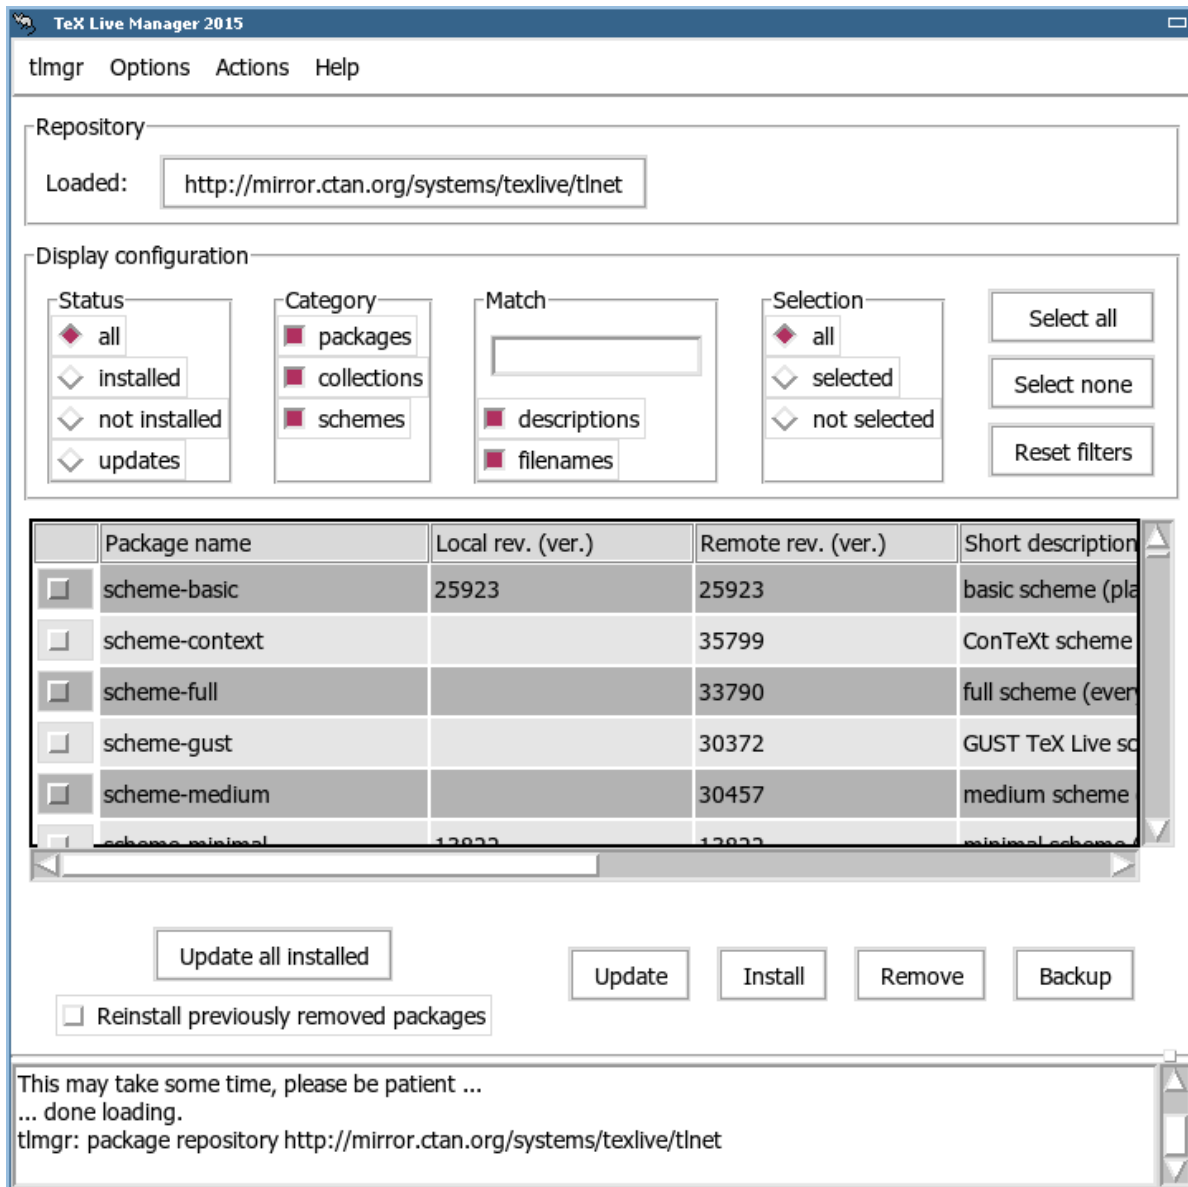 TeX Live Manager 2015
tlmgr Options Actions Help
Repository
Loaded: http://mirror.ctan.org/systems/texlive/tlnet
Display configuration
Status Category Match Selection
all packages all Select all
installed collections selected Select none
not installed schemes descriptions not selected
updates filenames Reset filters
Package name Local rev. (ver.) Remote rev. (ver.) Short description
scheme-basic 25923 25923 basic scheme (pla
scheme-context 35799 ConTeXt scheme
scheme-full 33790 full scheme (every
scheme-gust 30372 GUST TeX Live sc
scheme-medium 30457 medium scheme
scheme-minimal 13822 13822 minimal scheme (
Update all installed
Update Install Remove Backup
Reinstall previously removed packages
This may take some time, please be patient ...
... done loading.
tlmgr: package repository http://mirror.ctan.org/systems/texlive/tlnet